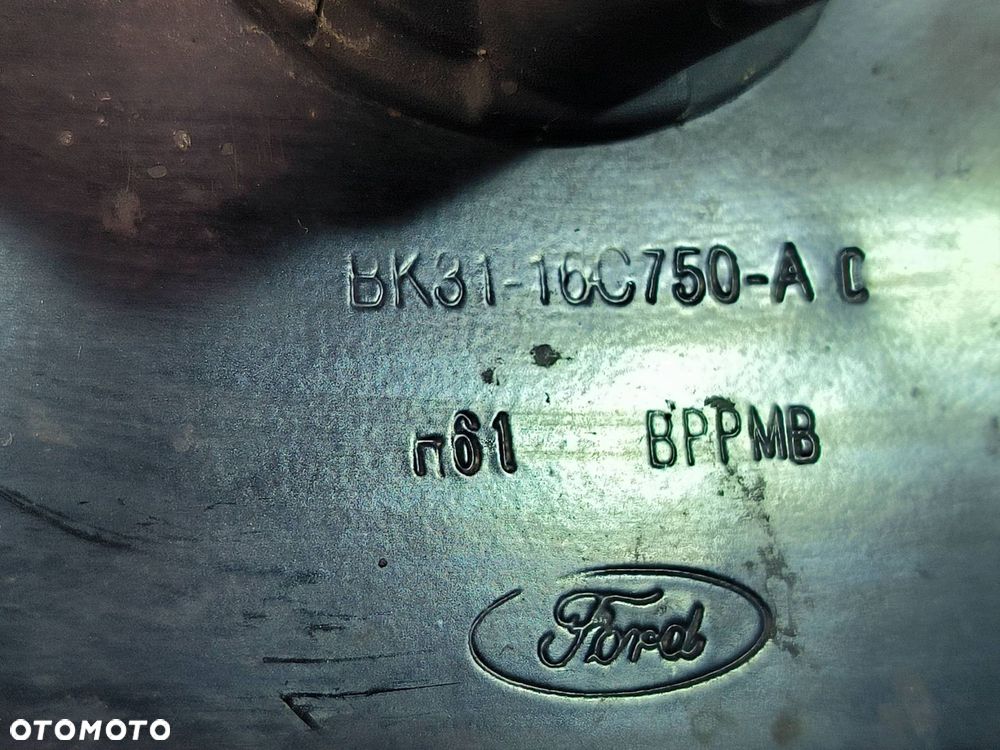 BK31-16C750-A C
n61 BPPMB
Ford
OTOMOTO